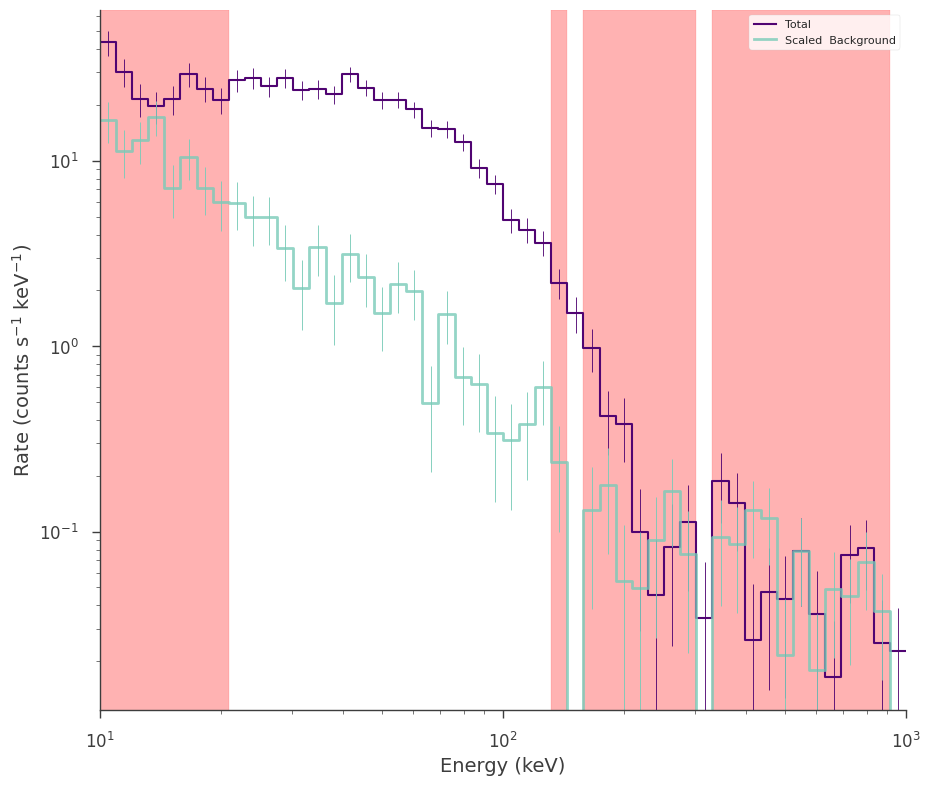 Total
Scaled  Background
10¹
10⁰
10⁻¹
Rate (counts s⁻¹ keV⁻¹)
10¹
10²
10³
Energy (keV)